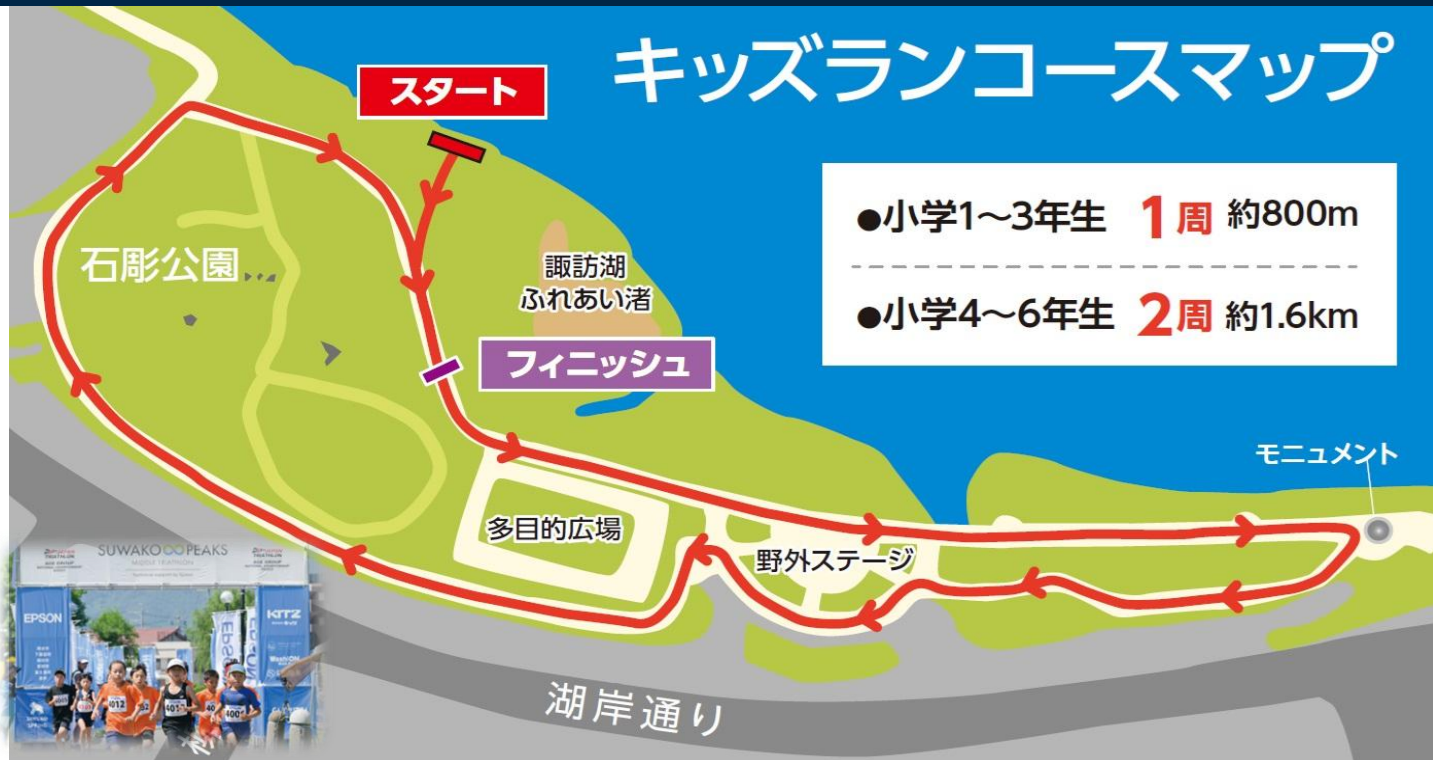 キッズランコースマップ
スタート
●小学1～3年生 1周 約800m
●小学4～6年生 2周 約1.6km
石彫公園
諏訪湖
ふれあい渚
フィニッシュ
モニュメント
多目的広場
野外ステージ
湖岸通り
SUWAKO PEAKS
MIDDLE TRIATHLON
EPSON
KITZ
EPSON
4012